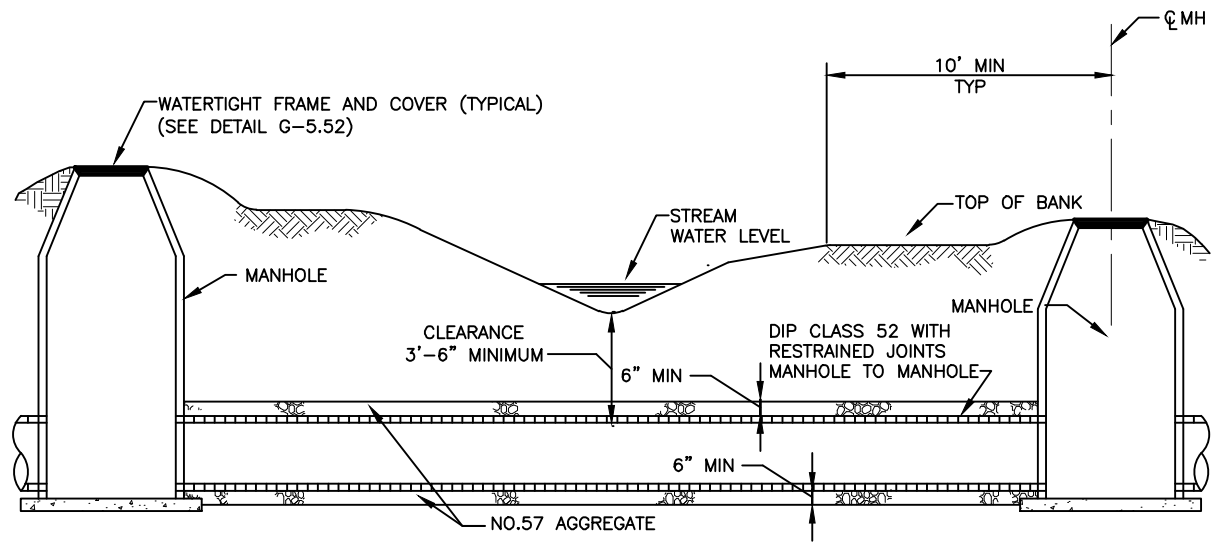 ℄ MH
10' MIN
TYP
WATERTIGHT FRAME AND COVER (TYPICAL)
(SEE DETAIL G-5.52)
TOP OF BANK
STREAM
WATER LEVEL
MANHOLE
MANHOLE
CLEARANCE
3'-6" MINIMUM
DIP CLASS 52 WITH
RESTRAINED JOINTS
MANHOLE TO MANHOLE
6" MIN
6" MIN
NO.57 AGGREGATE